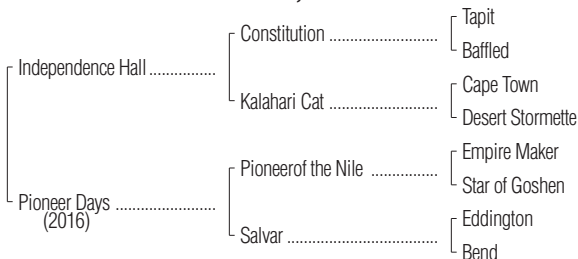 Tapit
Constitution ......................
Baffled
Independence Hall ...............
Cape Town
Kalahari Cat ......................
Desert Stormette
Empire Maker
Pioneerof the Nile ..............
Star of Goshen
Pioneer Days ......................
(2016)
Eddington
Salvar ................................
Bend